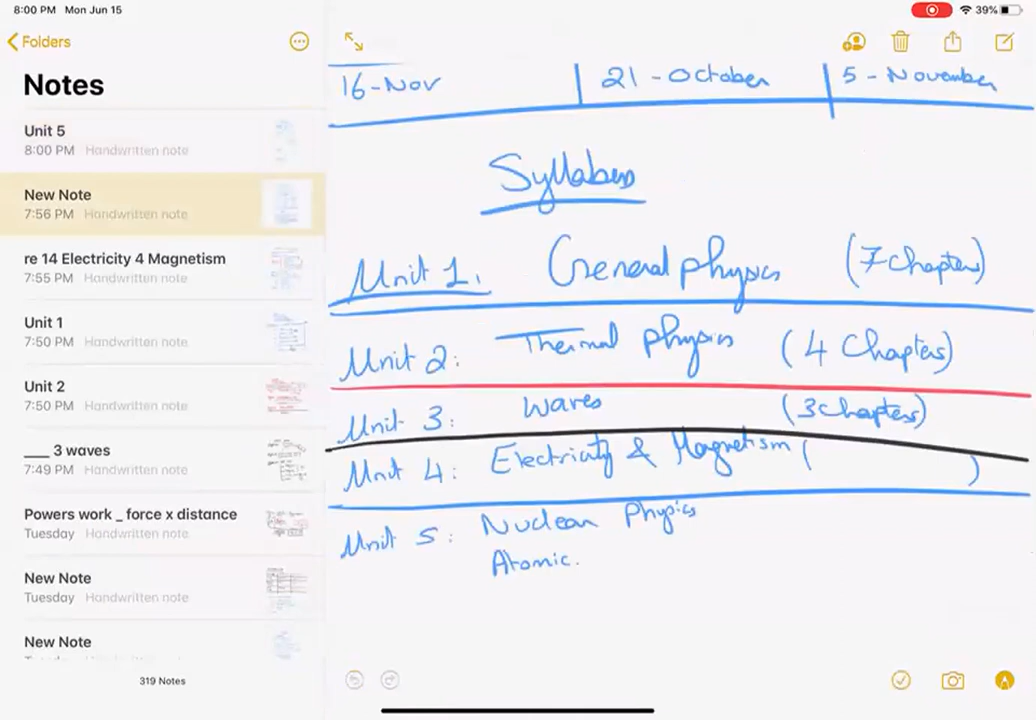 8:00 PM Mon Jun 15
39%
Folders
Notes
Unit 5
8:00 PM Handwritten note
New Note
7:56 PM Handwritten note
re 14 Electricity 4 Magnetism
7:55 PM Handwritten note
Unit 1
7:50 PM Handwritten note
Unit 2
7:50 PM Handwritten note
___ 3 waves
7:49 PM Handwritten note
Powers work _ force x distance
Tuesday Handwritten note
New Note
Tuesday Handwritten note
New Note
319 Notes
16-Nov 21-October 5-November
Syllabus
Unit 1. General physics (7 chapters)
Unit 2: Thermal physics (4 Chapters)
Unit 3: Waves (3 chapters)
Unit 4: Electricity & Magnetism ( )
Unit 5: Nuclear Physics
Atomic.